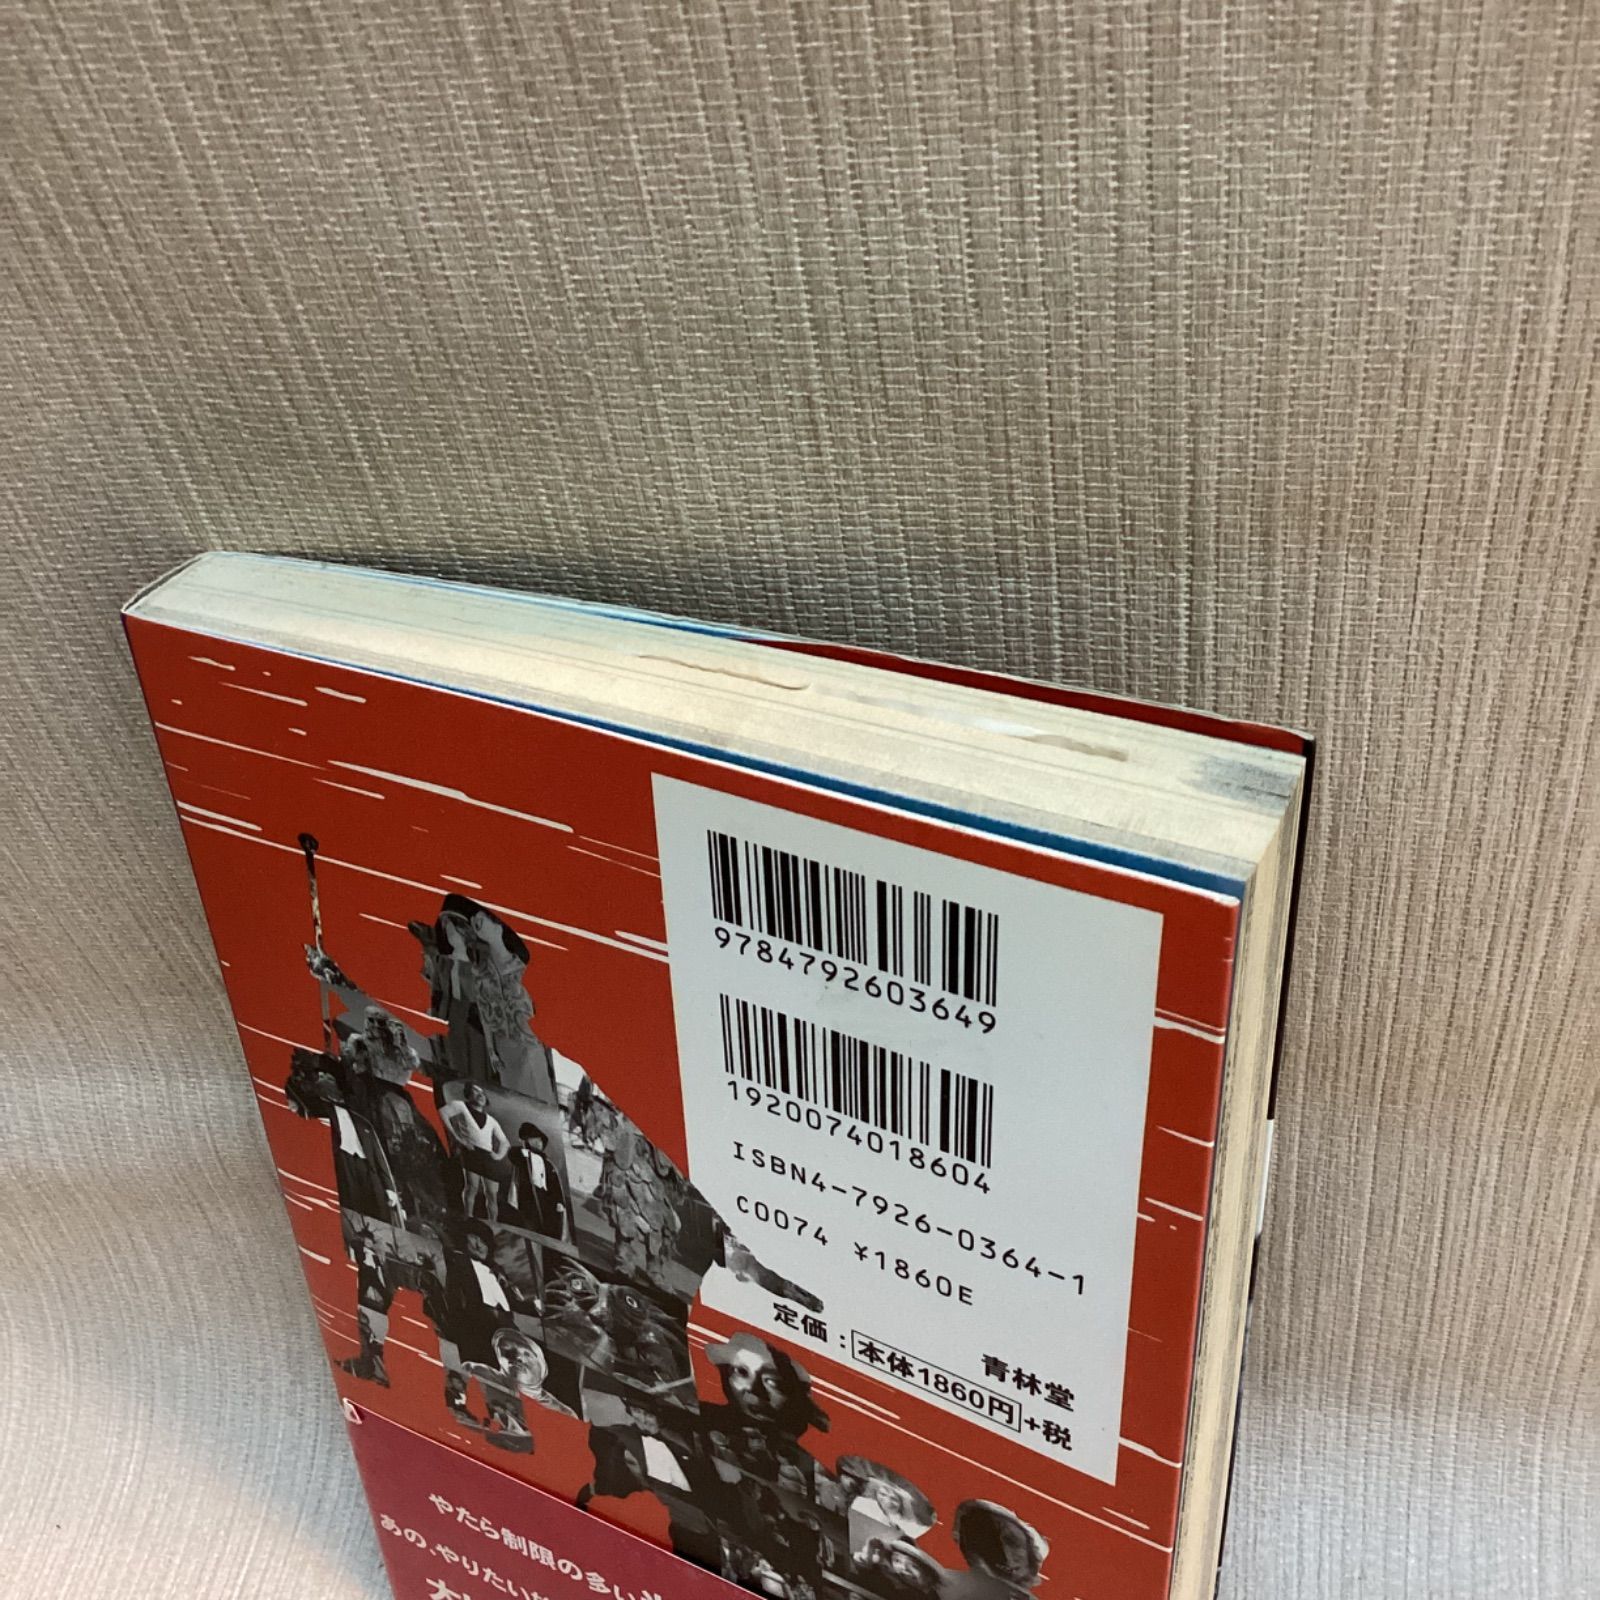 9784792603649
1920074018604
ISBN4-7926-0364-1
C0074 ¥1860E
青林堂
定価：本体1860円+税
やたら制限の多い
あの、やりたい